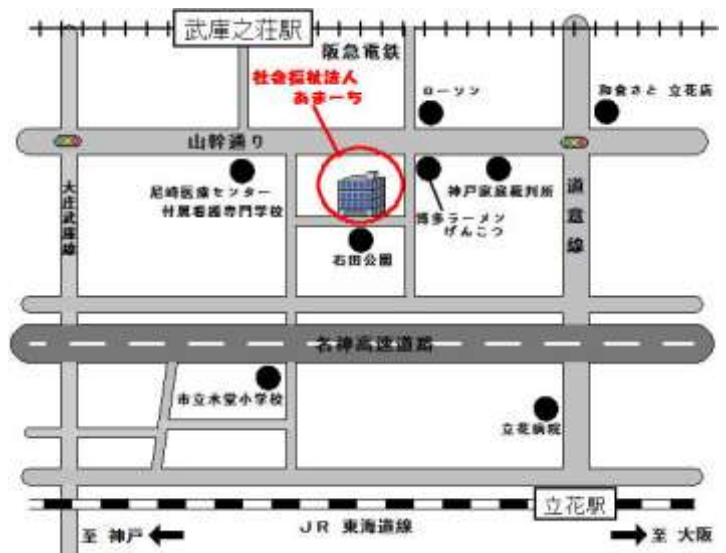 武庫之荘駅
阪急電鉄
社会福祉法人
あまーち
ローソン
和食さと 立花店
山幹通り
大庄武庫線
尼崎医療センター
付属看護専門学校
神戸家庭裁判所
博多ラーメン
げんこつ
道意線
石田公園
名神高速道路
市立水堂小学校
立花病院
立花駅
至 神戸
JR 東海道線
至 大阪